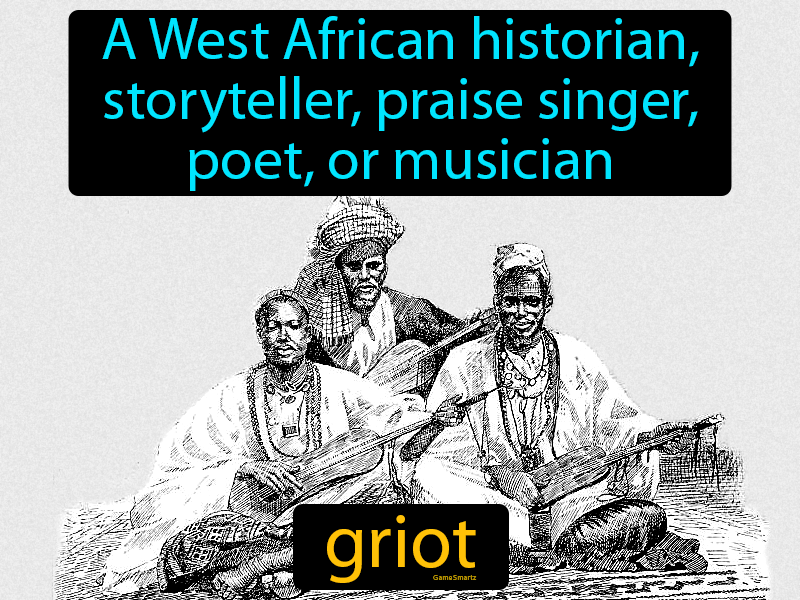 A West African historian,
storyteller, praise singer,
poet, or musician
griot
GameSmartz